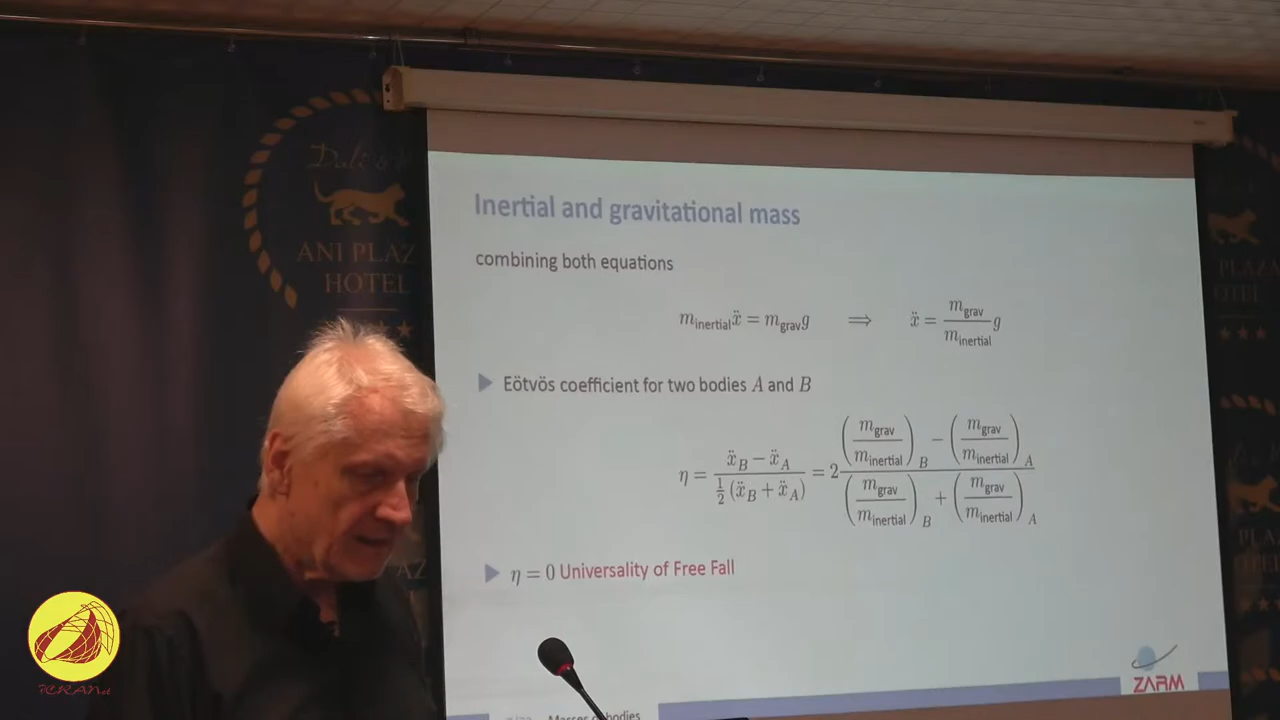 ANI PLAZ
HOTEL
Inertial and gravitational mass
combining both equations
m_inertial ẍ = m_grav g ⟹ ẍ = m_grav / m_inertial g
Eötvös coefficient for two bodies A and B
η = (ẍ_B − ẍ_A) / (½ (ẍ_B + ẍ_A)) = 2 ((m_grav / m_inertial)_B − (m_grav / m_inertial)_A) / ((m_grav / m_inertial)_B + (m_grav / m_inertial)_A)
η = 0 Universality of Free Fall
ZARM
ICRANet